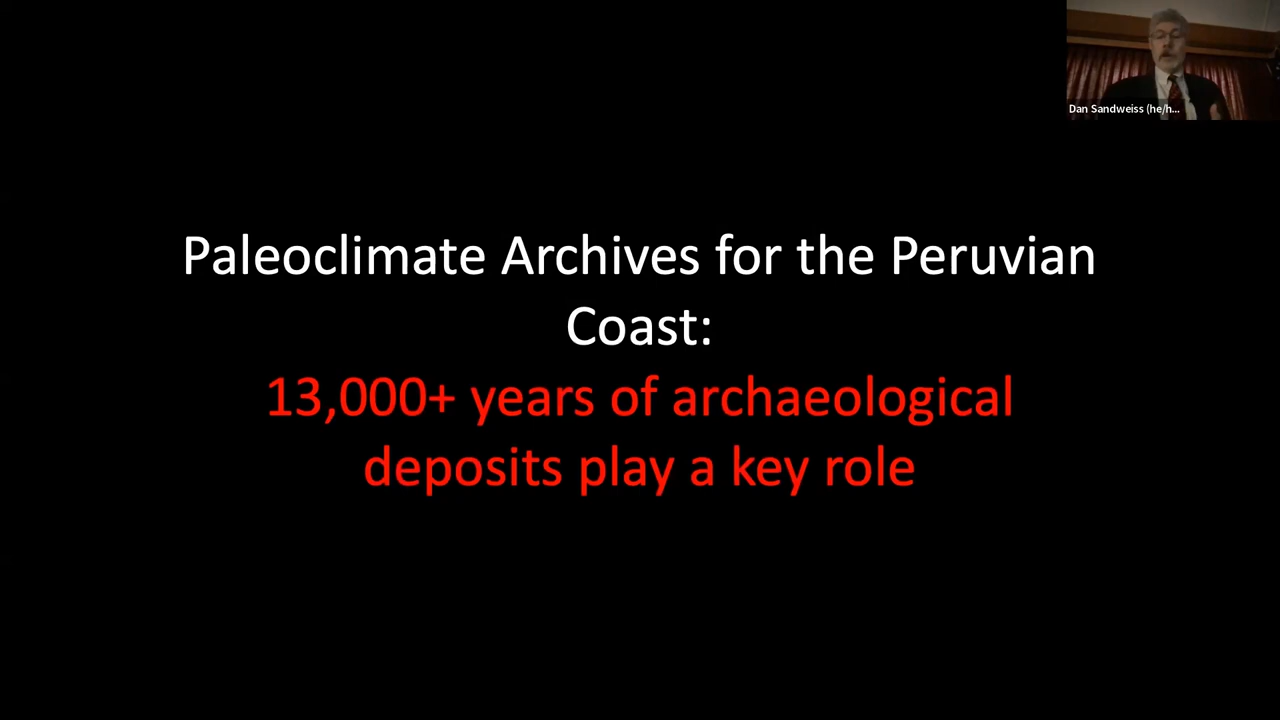 Dan Sandweiss (he/h...
Paleoclimate Archives for the Peruvian
Coast:
13,000+ years of archaeological
deposits play a key role